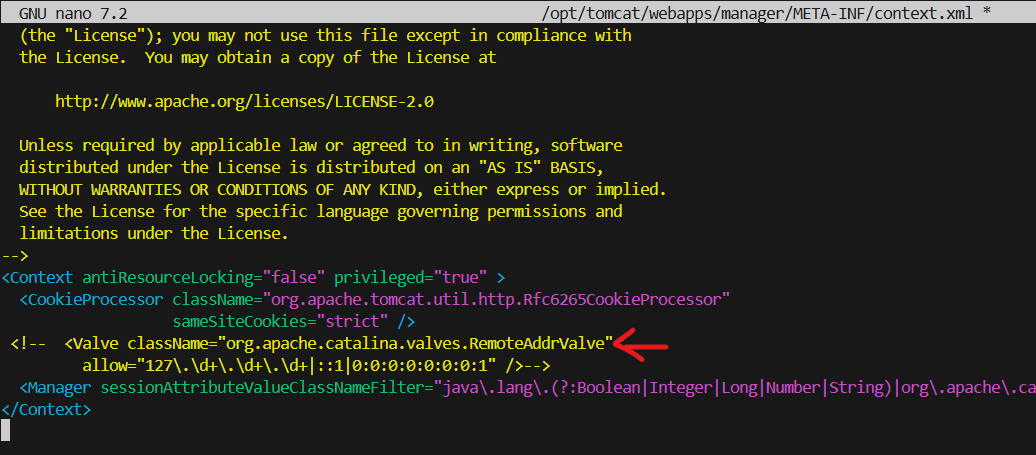 GNU nano 7.2 /opt/tomcat/webapps/manager/META-INF/context.xml *
(the "License"); you may not use this file except in compliance with
the License.  You may obtain a copy of the License at
http://www.apache.org/licenses/LICENSE-2.0
Unless required by applicable law or agreed to in writing, software
distributed under the License is distributed on an "AS IS" BASIS,
WITHOUT WARRANTIES OR CONDITIONS OF ANY KIND, either express or implied.
See the License for the specific language governing permissions and
limitations under the License.
-->
<Context antiResourceLocking="false" privileged="true" >
<CookieProcessor className="org.apache.tomcat.util.http.Rfc6265CookieProcessor"
sameSiteCookies="strict" />
<!--  <Valve className="org.apache.catalina.valves.RemoteAddrValve"
allow="127\.\d+\.\d+\.\d+|::1|0:0:0:0:0:0:0:1" />-->
<Manager sessionAttributeValueClassNameFilter="java\.lang\.(?:Boolean|Integer|Long|Number|String)|org\.apache\.ca
</Context>